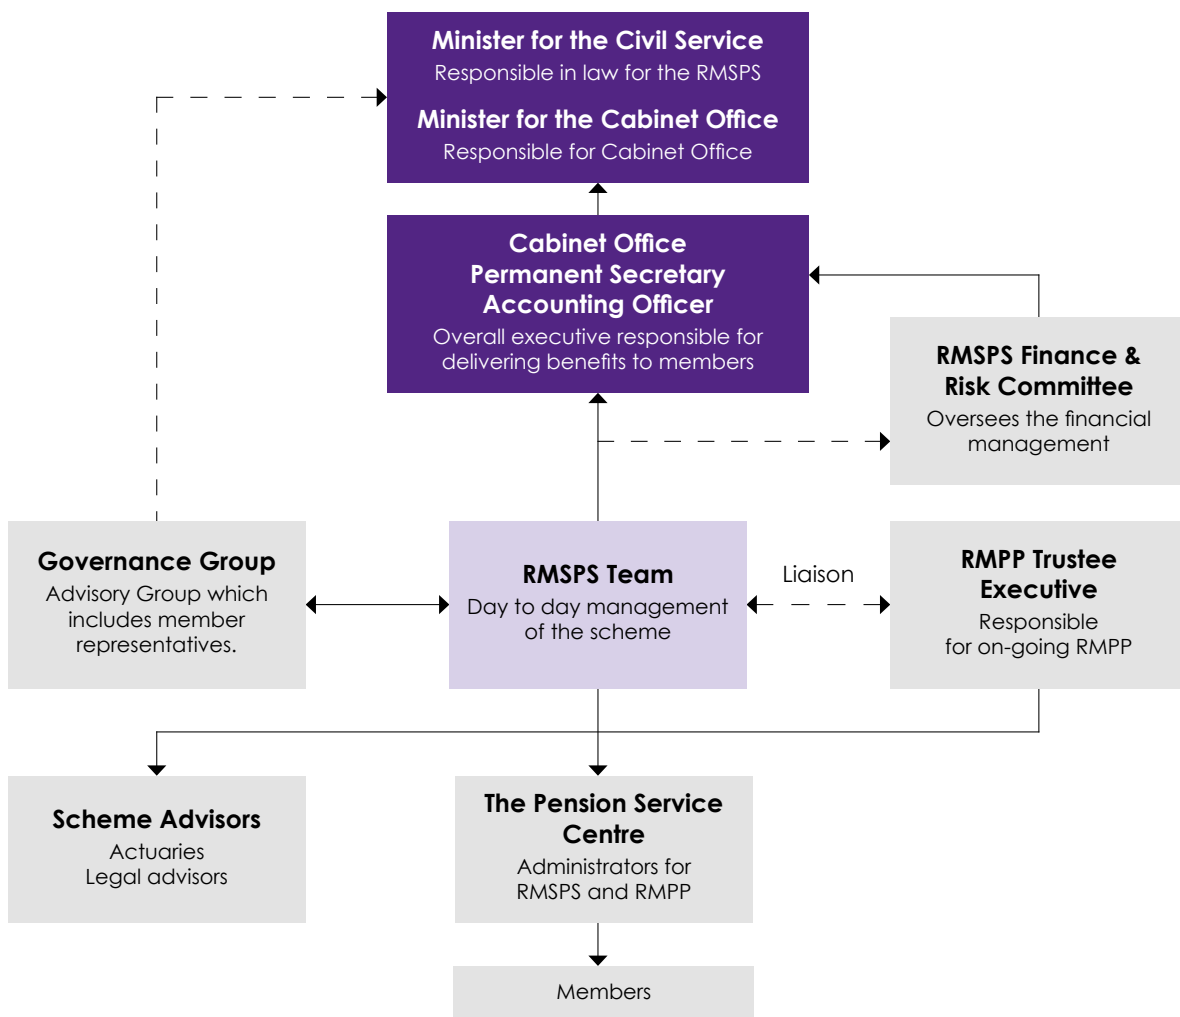 Minister for the Civil Service
Responsible in law for the RMSPS
Minister for the Cabinet Office
Responsible for Cabinet Office
Cabinet Office
Permanent Secretary
Accounting Officer
Overall executive responsible for
delivering benefits to members
RMSPS Finance &
Risk Committee
Oversees the financial
management
Governance Group
Advisory Group which
includes member
representatives.
RMSPS Team
Day to day management
of the scheme
Liaison
RMPP Trustee
Executive
Responsible
for on-going RMPP
Scheme Advisors
Actuaries
Legal advisors
The Pension Service
Centre
Administrators for
RMSPS and RMPP
Members